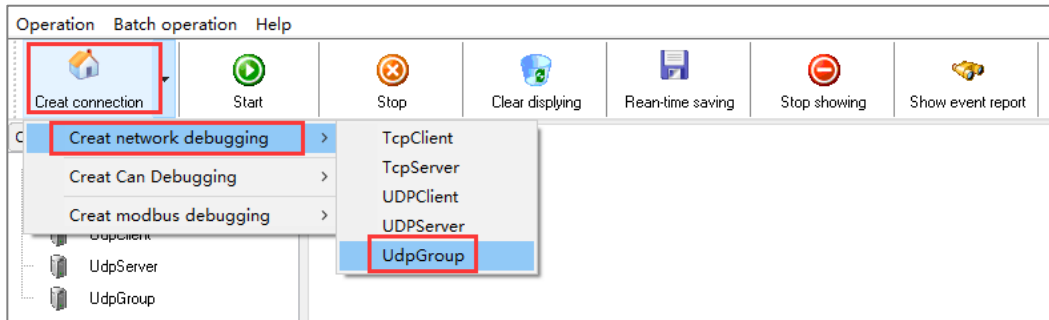 Operation Batch operation Help
Creat connection Start Stop Clear displying Rean-time saving Stop showing Show event report
Creat network debugging
Creat Can Debugging
Creat modbus debugging
TcpClient
TcpServer
UDPClient
UDPServer
UdpGroup
UdpClient
UdpServer
UdpGroup